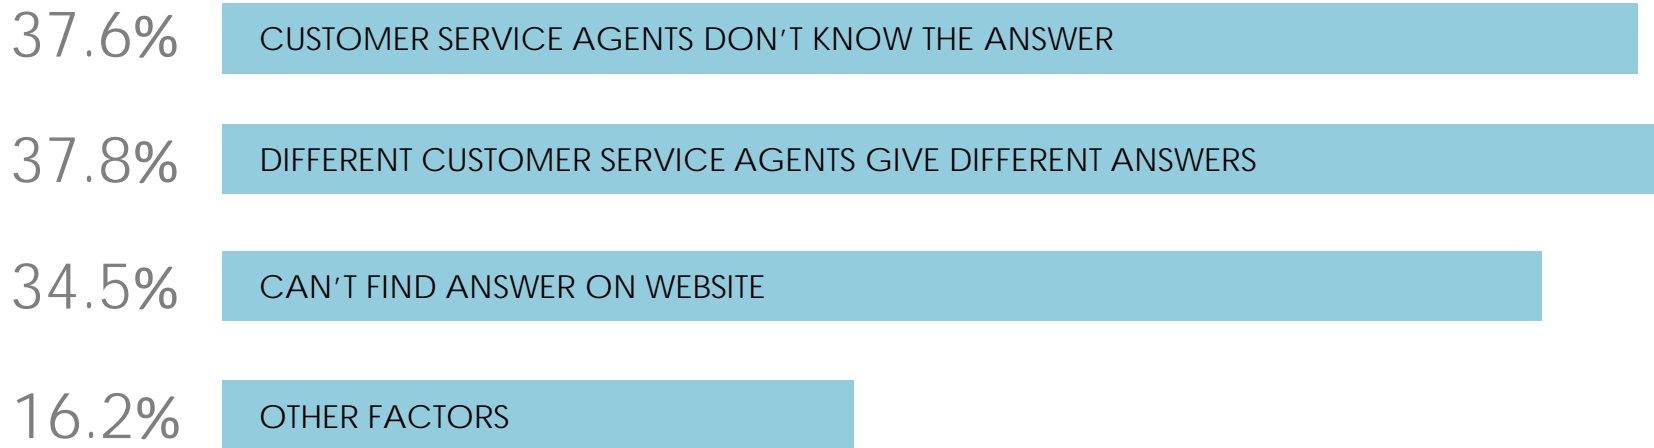 37.6% CUSTOMER SERVICE AGENTS DON'T KNOW THE ANSWER
37.8% DIFFERENT CUSTOMER SERVICE AGENTS GIVE DIFFERENT ANSWERS
34.5% CAN'T FIND ANSWER ON WEBSITE
16.2% OTHER FACTORS